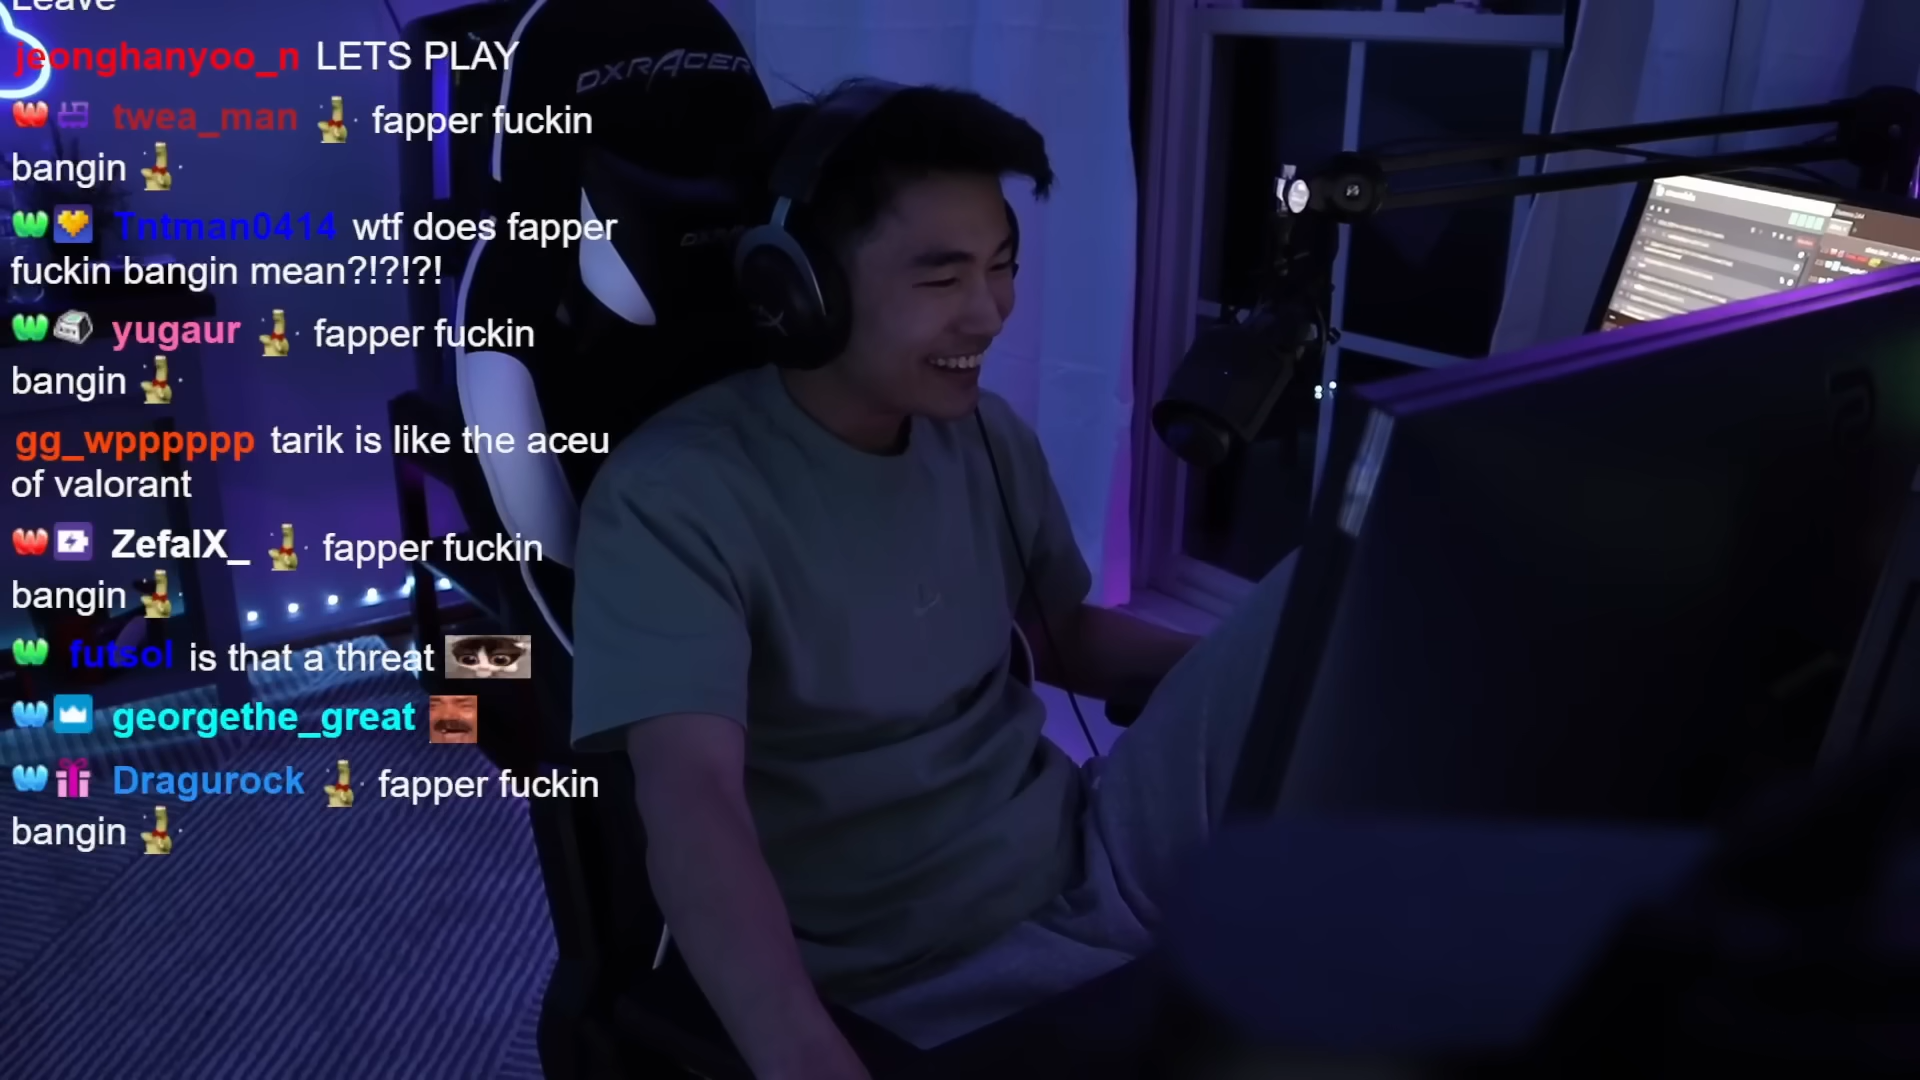 Leave
jeonghanyoo_n LETS PLAY
twea_man fapper fuckin
bangin
Tntman0414 wtf does fapper
fuckin bangin mean?!?!?!
yugaur fapper fuckin
bangin
gg_wpppppp tarik is like the aceu
of valorant
ZefalX_ fapper fuckin
bangin
futsol is that a threat
georgethe_great
Dragurock fapper fuckin
bangin
DXRACER